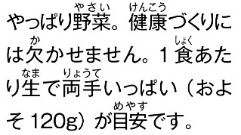 やっぱり野菜。健康づくりに
は欠かせません。1食あた
り生で両手いっぱい（およ
そ120g）が目安です。